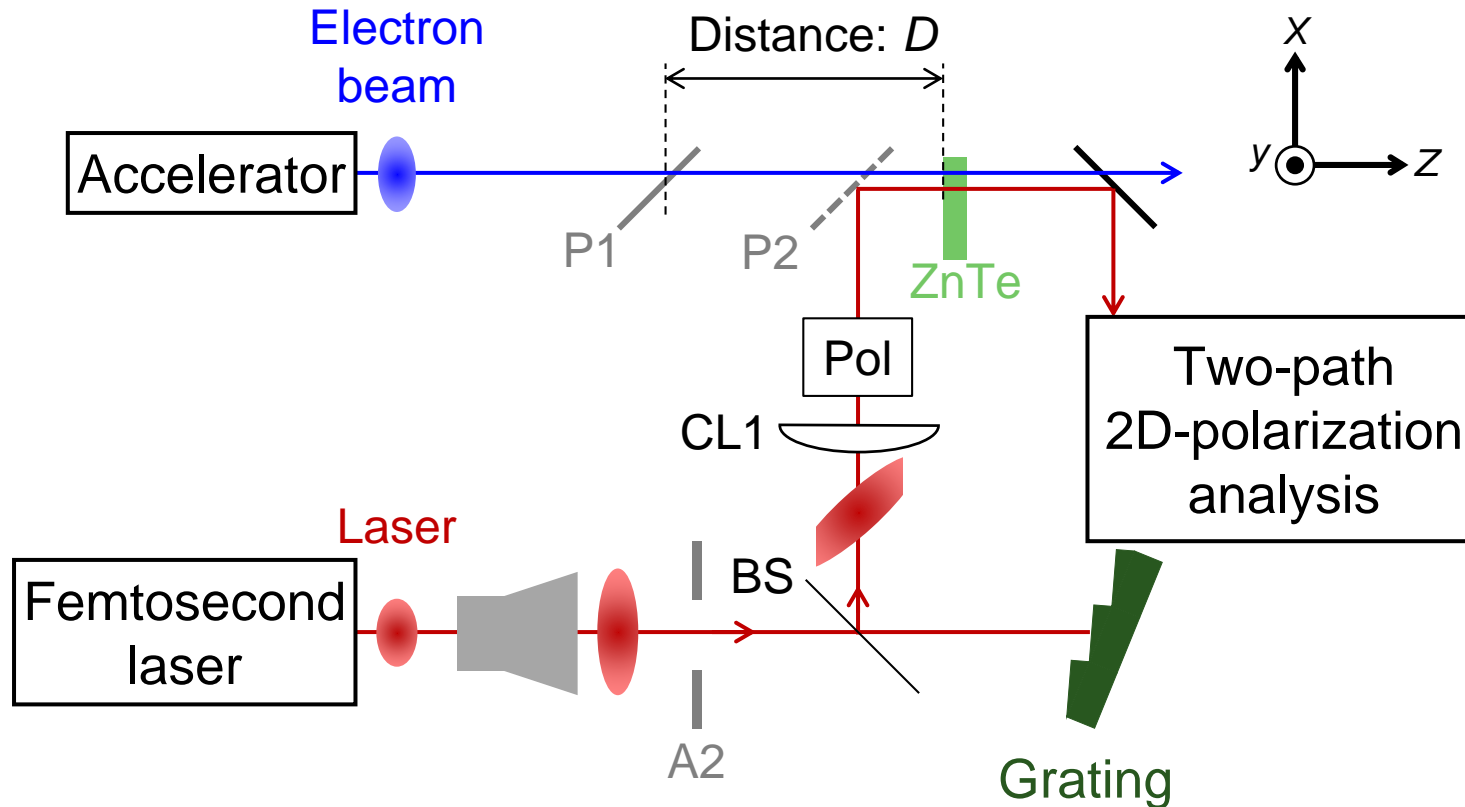 Electron
beam
Distance: D
x
y
z
Accelerator
P1
P2
ZnTe
Pol
CL1
Two-path
2D-polarization
analysis
Laser
BS
Femtosecond
laser
A2
Grating